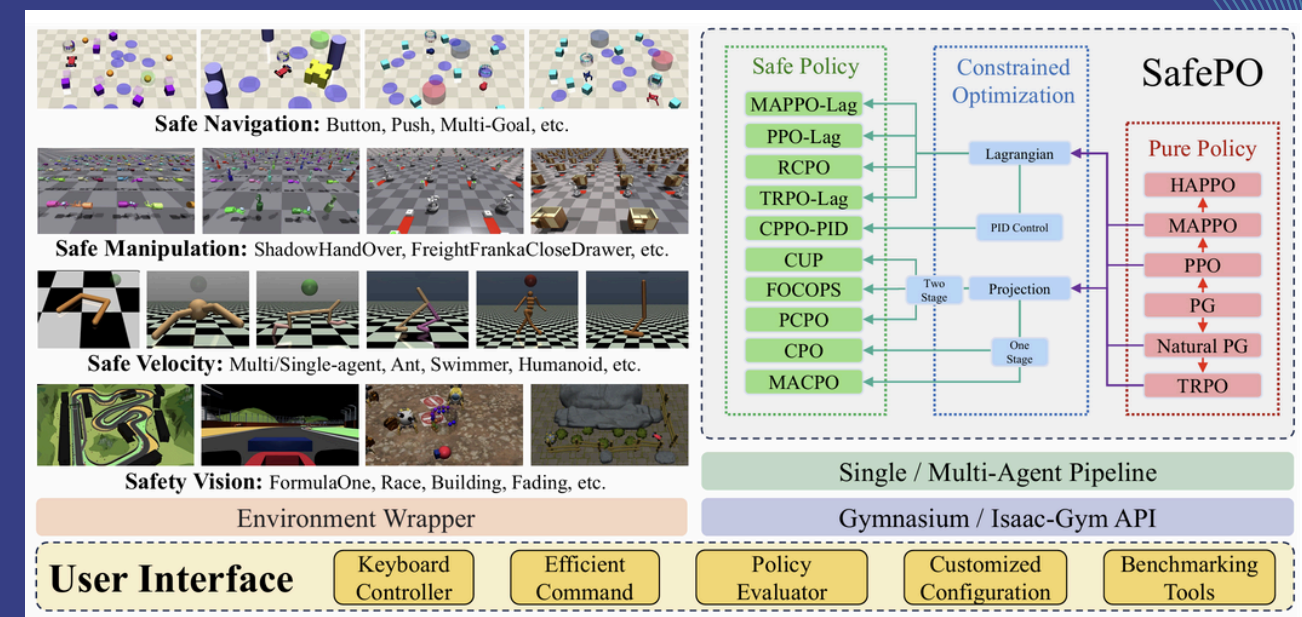 Safe Navigation: Button, Push, Multi-Goal, etc.
Safe Manipulation: ShadowHandOver, FreightFrankaCloseDrawer, etc.
Safe Velocity: Multi/Single-agent, Ant, Swimmer, Humanoid, etc.
Safety Vision: FormulaOne, Race, Building, Fading, etc.
Environment Wrapper
Safe Policy
MAPPO-Lag
PPO-Lag
RCPO
TRPO-Lag
CPPO-PID
CUP
FOCOPS
PCPO
CPO
MACPO
Constrained
Optimization
Lagrangian
PID Control
Two
Stage
Projection
One
Stage
SafePO
Pure Policy
HAPPO
MAPPO
PPO
PG
Natural PG
TRPO
Single / Multi-Agent Pipeline
Gymnasium / Isaac-Gym API
User Interface
Keyboard
Controller
Efficient
Command
Policy
Evaluator
Customized
Configuration
Benchmarking
Tools